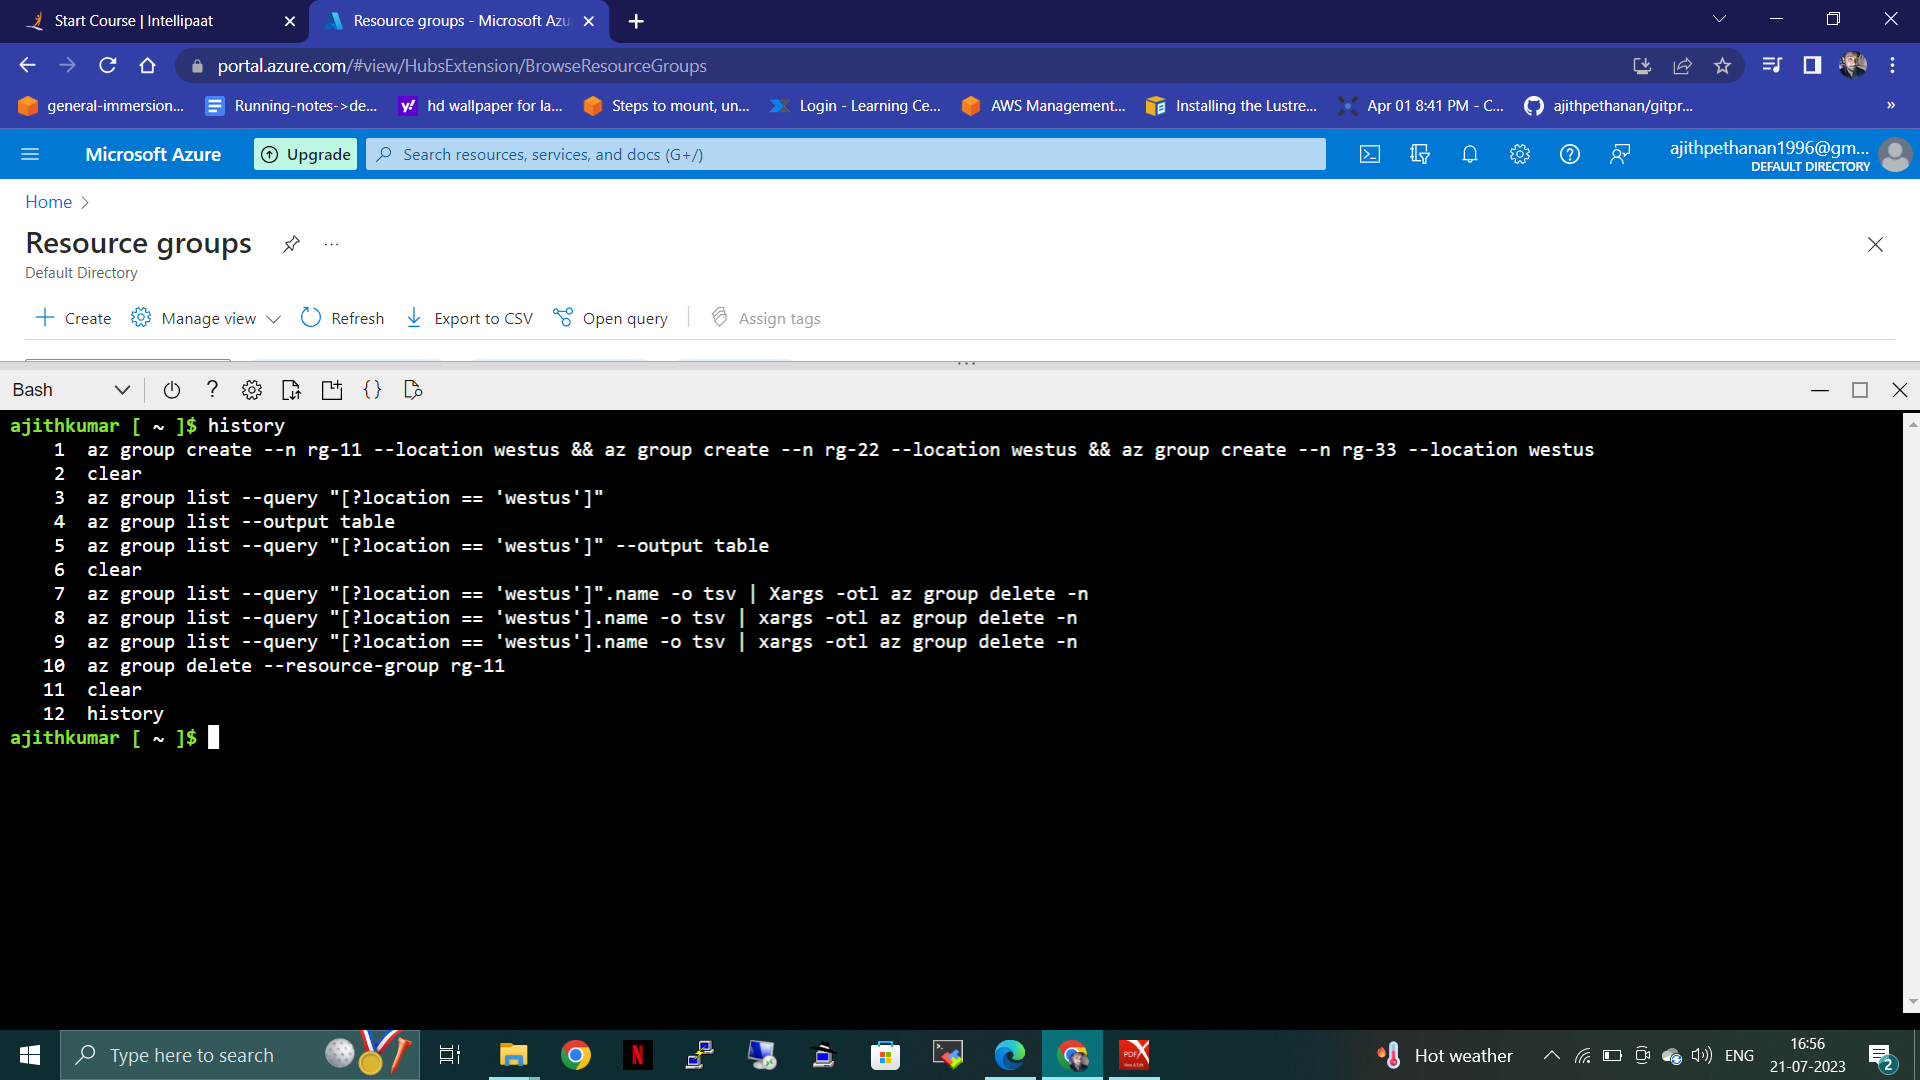 Start Course | Intellipaat
Resource groups - Microsoft Azu
portal.azure.com/#view/HubsExtension/BrowseResourceGroups
general-immersion... Running-notes->de... hd wallpaper for la... Steps to mount, un... Login - Learning Ce... AWS Management... Installing the Lustre... Apr 01 8:41 PM - C... ajithpethanan/gitpr... »
Microsoft Azure Upgrade Search resources, services, and docs (G+/) ajithpethanan1996@gm...
DEFAULT DIRECTORY
Home >
Resource groups ...
Default Directory
+ Create Manage view Refresh Export to CSV Open query Assign tags
Bash ? {}
ajithkumar [ ~ ]$ history
1 az group create --n rg-11 --location westus && az group create --n rg-22 --location westus && az group create --n rg-33 --location westus
2 clear
3 az group list --query "[?location == 'westus']"
4 az group list --output table
5 az group list --query "[?location == 'westus']" --output table
6 clear
7 az group list --query "[?location == 'westus']".name -o tsv | Xargs -otl az group delete -n
8 az group list --query "[?location == 'westus'].name -o tsv | xargs -otl az group delete -n
9 az group list --query "[?location == 'westus'].name -o tsv | xargs -otl az group delete -n
10 az group delete --resource-group rg-11
11 clear
12 history
ajithkumar [ ~ ]$
Type here to search Hot weather ENG 16:56
21-07-2023 2